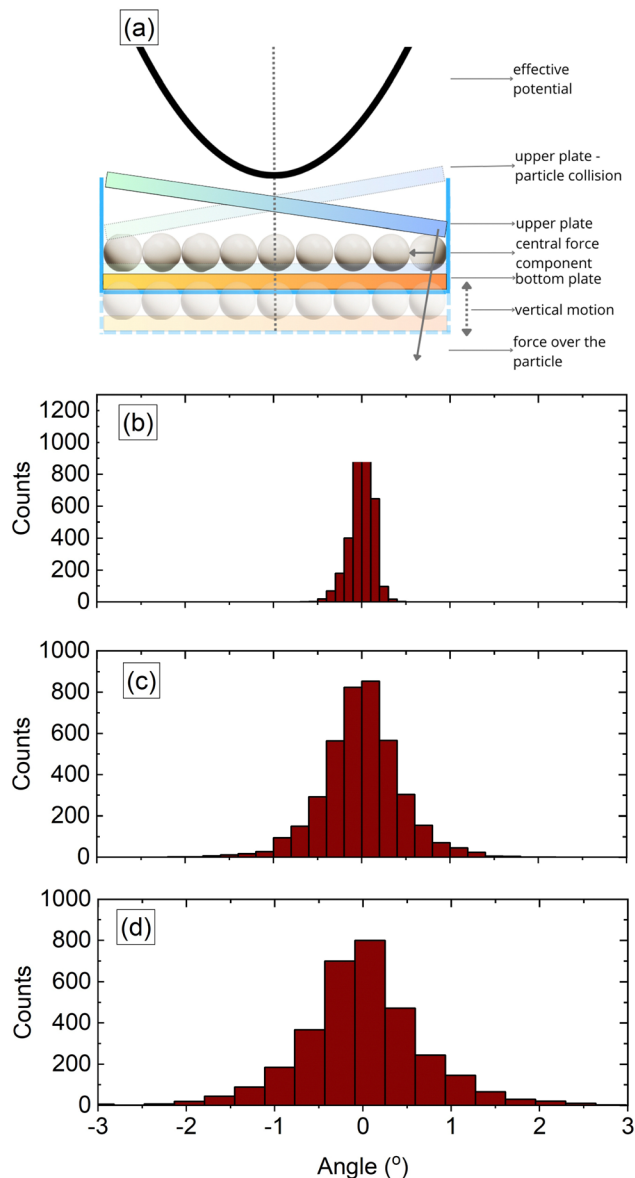 (a)
effective
potential
upper plate -
particle collision
upper plate
central force
component
bottom plate
vertical motion
force over the
particle
(b)
1200
1000
800
600
400
200
0
Counts
(c)
1000
800
600
400
200
0
Counts
(d)
1000
800
600
400
200
0
Counts
-3 -2 -1 0 1 2 3
Angle (º)